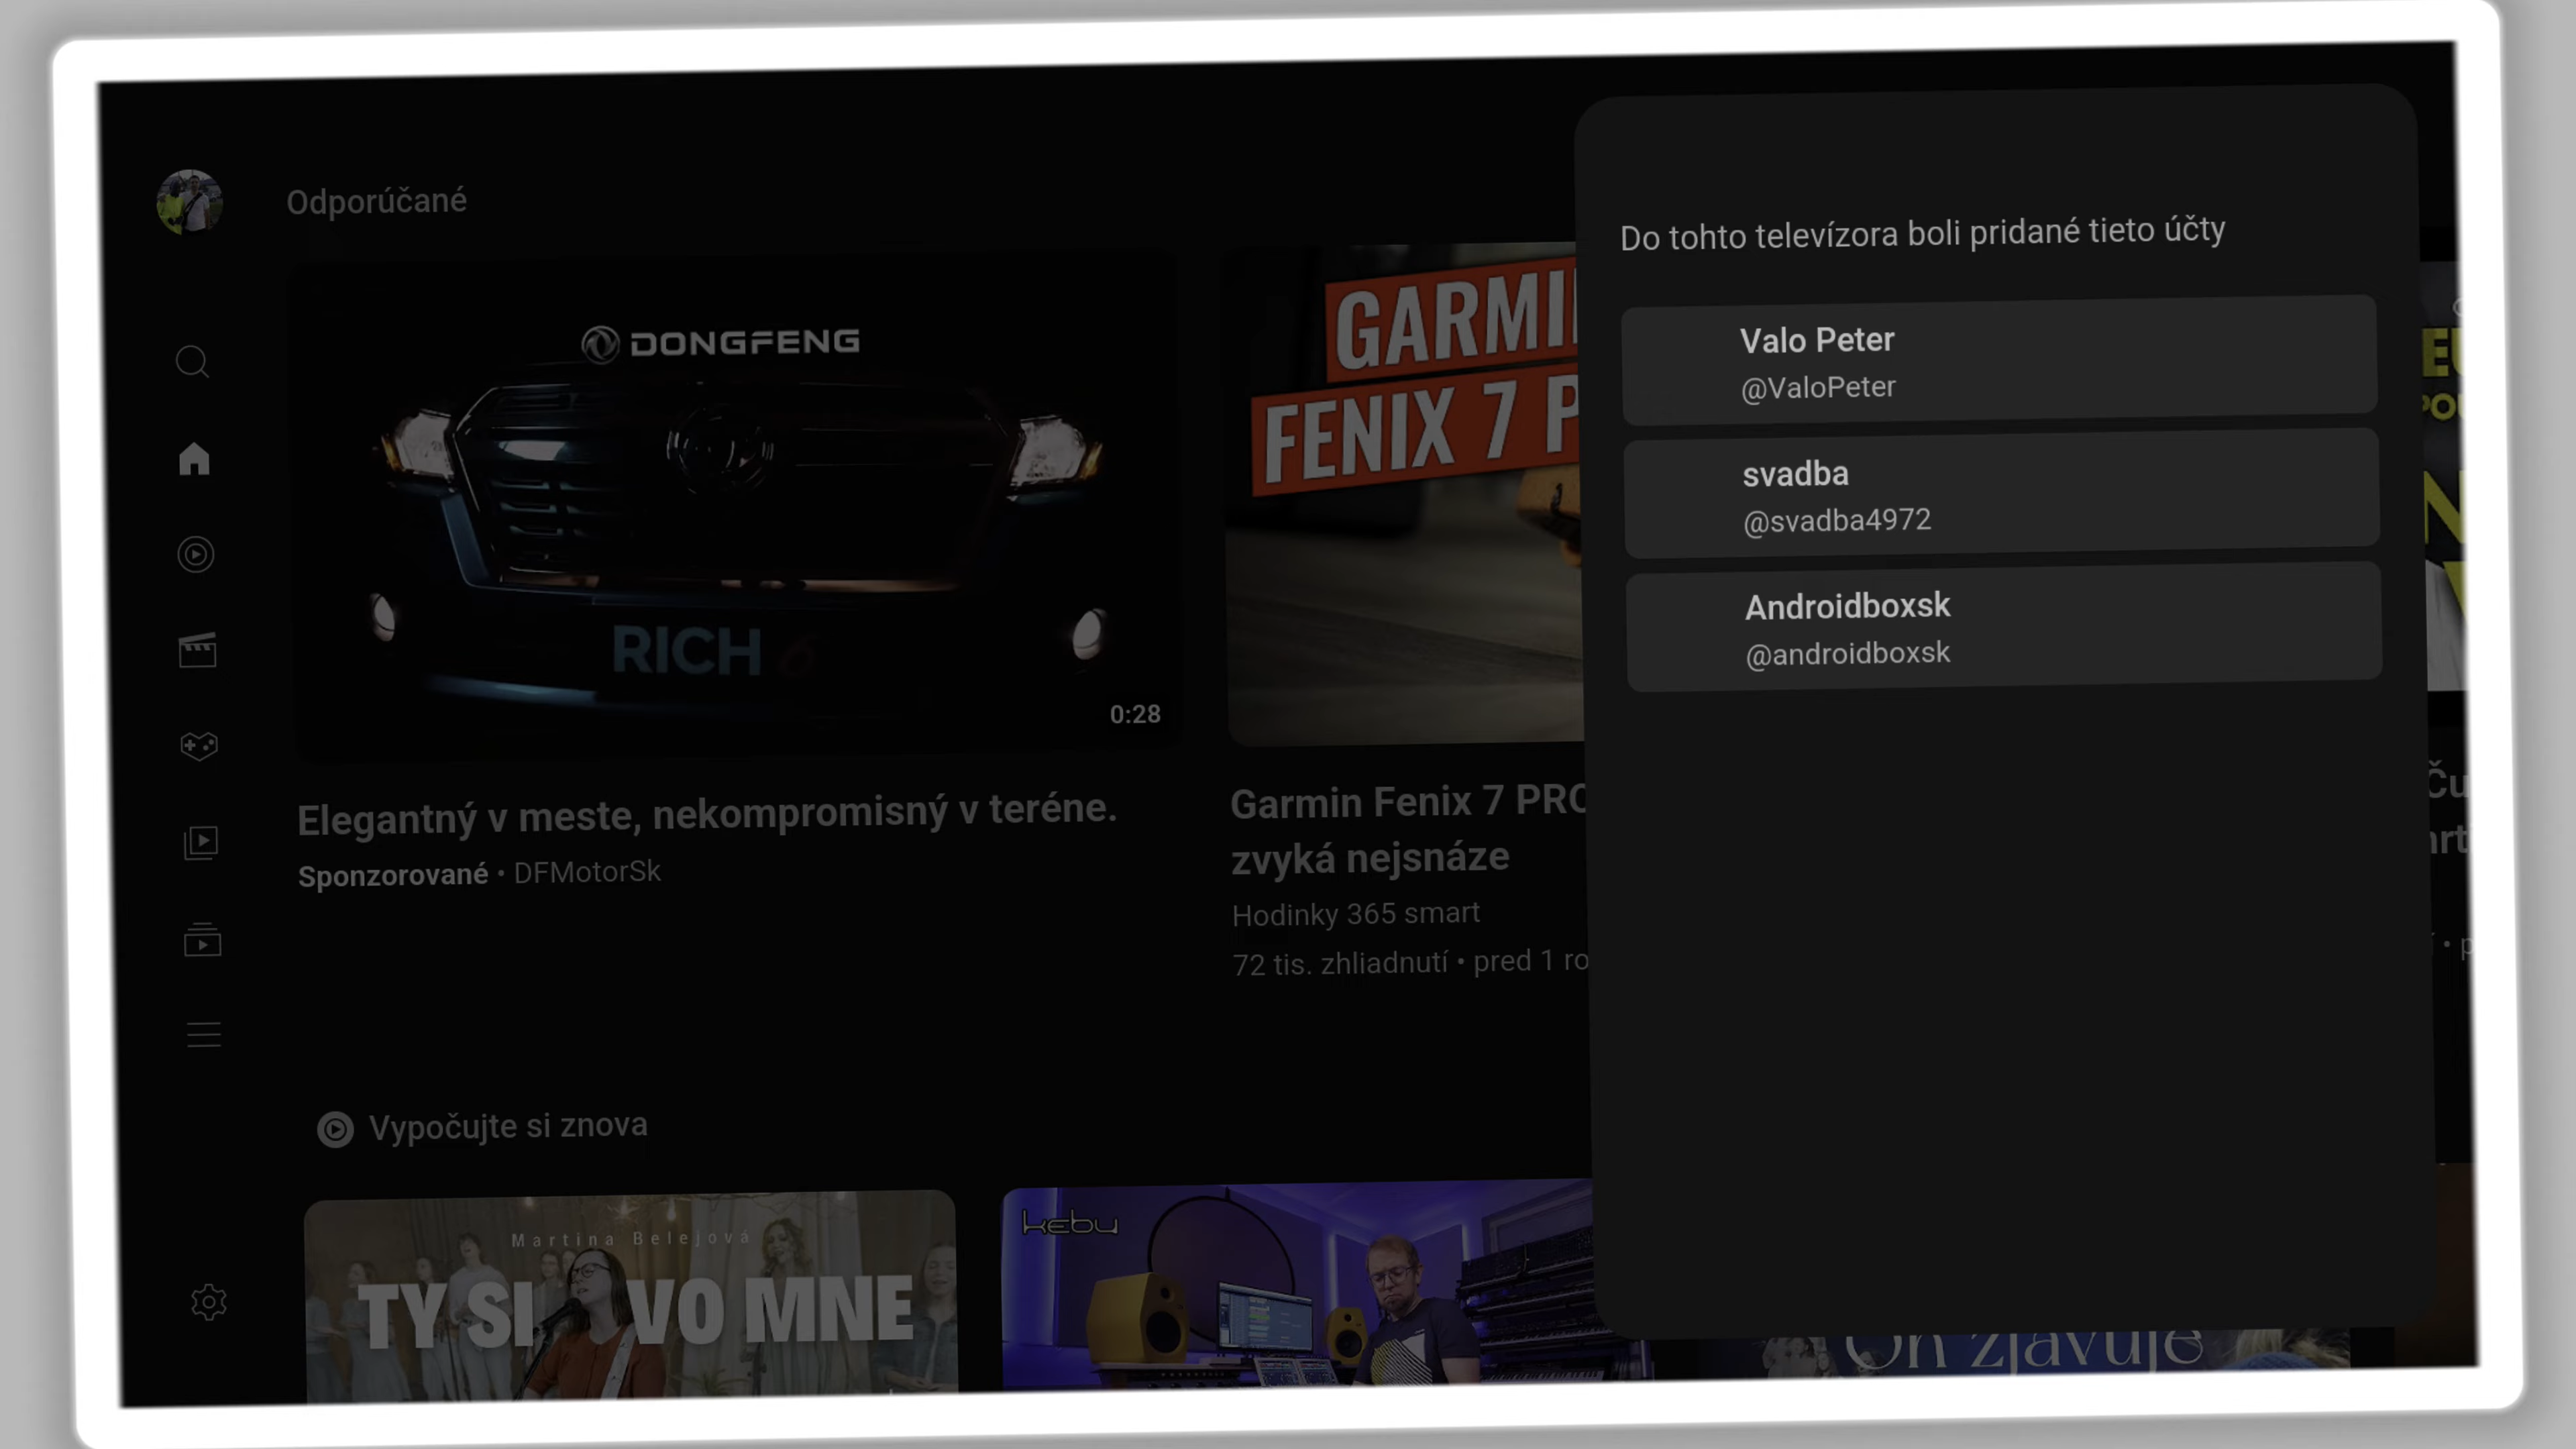 Odporúčané
DONGFENG
RICH 6
0:28
Elegantný v meste, nekompromisný v teréne.
Sponzorované • DFMotorSk
GARMIN
FENIX 7 P
Garmin Fenix 7 PRO
zvyká nejsnáze
Hodinky 365 smart
72 tis. zhliadnutí • pred 1 ro
Do tohto televízora boli pridané tieto účty
Valo Peter
@ValoPeter
svadba
@svadba4972
Androidboxsk
@androidboxsk
Vypočujte si znova
Martina Belejová
TY SI VO MNE
kebu
On zjavuje